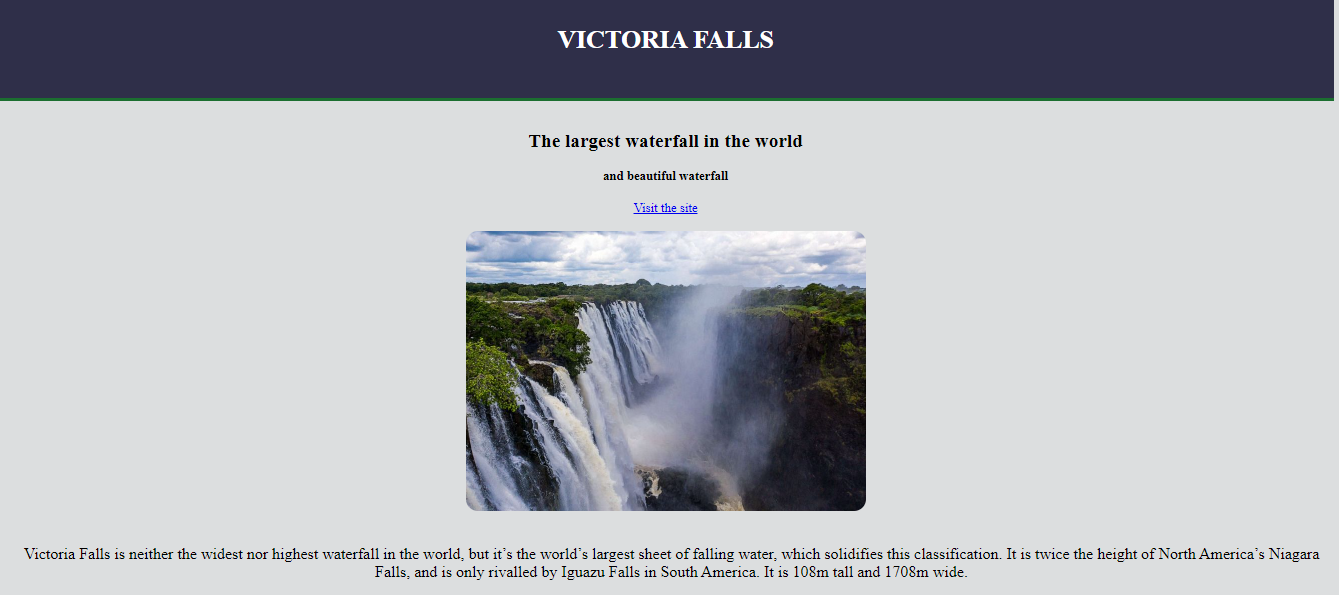 VICTORIA FALLS
The largest waterfall in the world
and beautiful waterfall
Visit the site
Victoria Falls is neither the widest nor highest waterfall in the world, but it’s the world’s largest sheet of falling water, which solidifies this classification. It is twice the height of North America’s Niagara
Falls, and is only rivalled by Iguazu Falls in South America. It is 108m tall and 1708m wide.